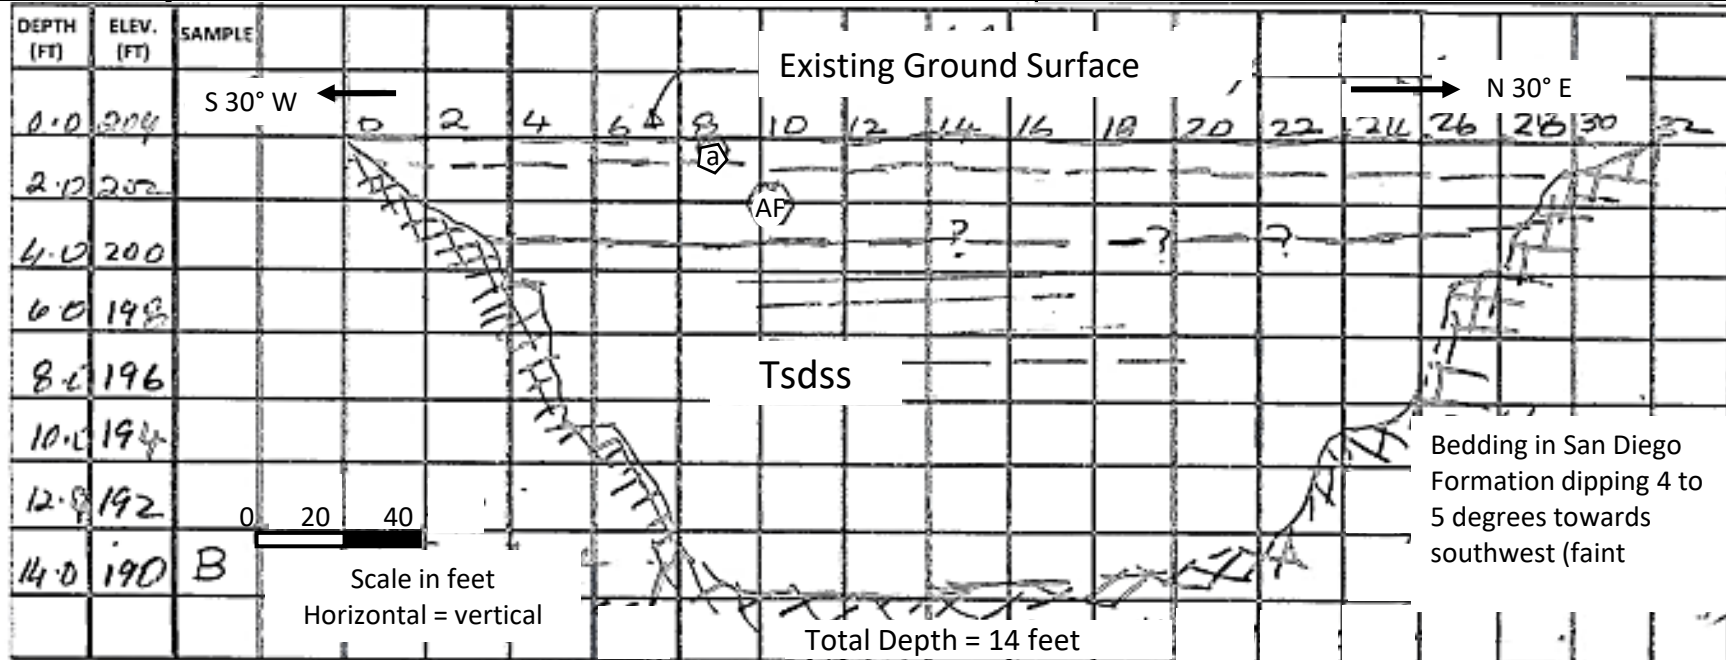 DEPTH (FT) ELEV. (FT) SAMPLE
Existing Ground Surface
S 30° W N 30° E
0.0 204 0 2 4 6 8 10 12 14 16 18 20 22 24 26 28 30 32
a
2.0 202
AF
4.0 200 ? ? ?
6.0 198
8.0 196 Tsdss
10.0 194
12.0 192
14.0 190 B
0 20 40
Scale in feet
Horizontal = vertical
Bedding in San Diego
Formation dipping 4 to
5 degrees towards
southwest (faint
Total Depth = 14 feet